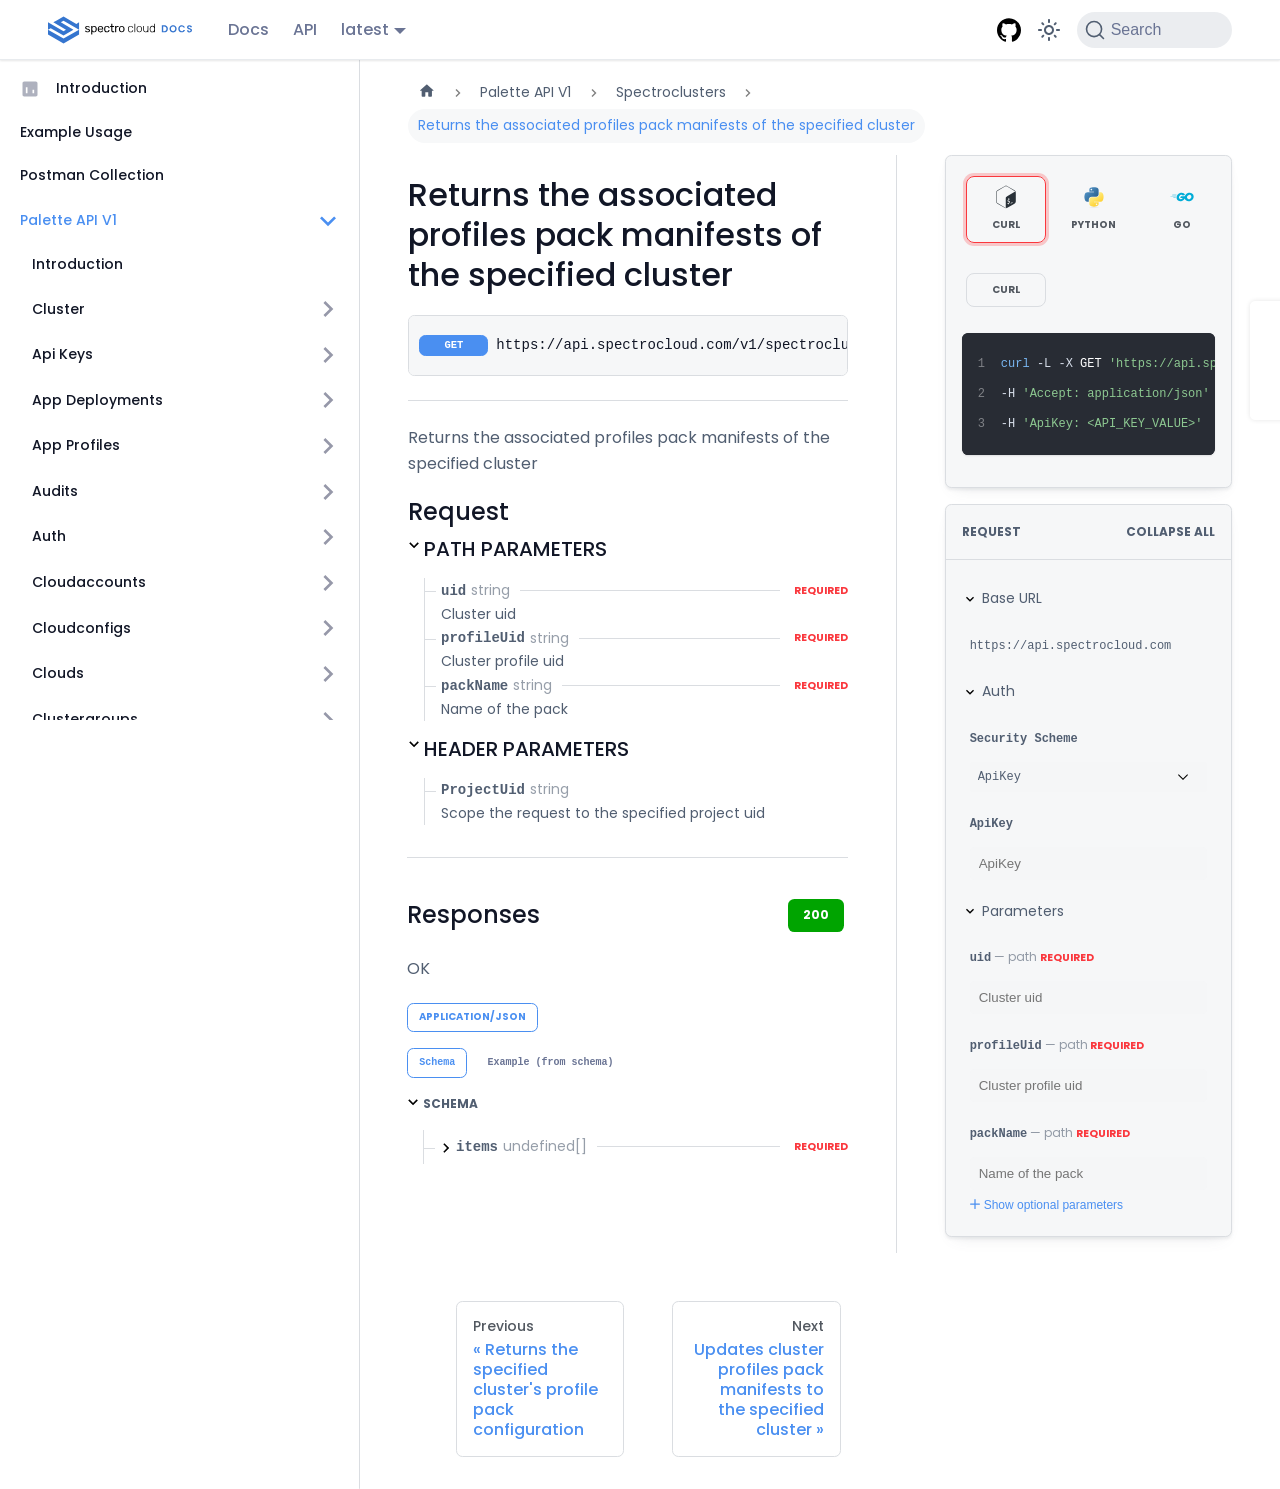 spectro cloud DOCS
Docs
API
latest
Search
Introduction
Example Usage
Postman Collection
Palette API V1
Introduction
Cluster
Api Keys
App Deployments
App Profiles
Audits
Auth
Cloudaccounts
Cloudconfigs
Clouds
Clustergroups
Palette API V1
Spectroclusters
Returns the associated profiles pack manifests of the specified cluster
Returns the associated
profiles pack manifests of
the specified cluster
GET https://api.spectrocloud.com/v1/spectroclu
Returns the associated profiles pack manifests of the
specified cluster
Request
PATH PARAMETERS
uid string REQUIRED
Cluster uid
profileUid string REQUIRED
Cluster profile uid
packName string REQUIRED
Name of the pack
HEADER PARAMETERS
ProjectUid string
Scope the request to the specified project uid
Responses
200
OK
APPLICATION/JSON
Schema
Example (from schema)
SCHEMA
items undefined[] REQUIRED
CURL
PYTHON
GO
CURL
1 curl -L -X GET 'https://api.sp
2 -H 'Accept: application/json'
3 -H 'ApiKey: <API_KEY_VALUE>'
REQUEST
COLLAPSE ALL
Base URL
https://api.spectrocloud.com
Auth
Security Scheme
ApiKey
ApiKey
ApiKey
Parameters
uid — path REQUIRED
Cluster uid
profileUid — path REQUIRED
Cluster profile uid
packName — path REQUIRED
Name of the pack
Show optional parameters
Previous
« Returns the
specified
cluster's profile
pack
configuration
Next
Updates cluster
profiles pack
manifests to
the specified
cluster »